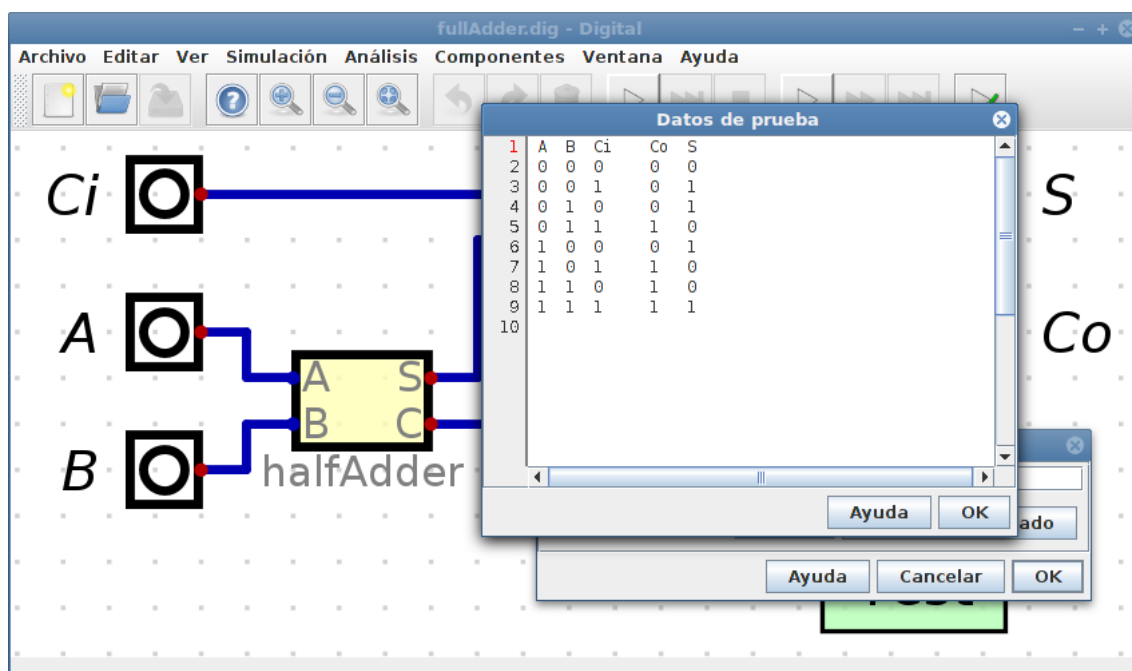 fullAdder.dig - Digital
Archivo Editar Ver Simulación Análisis Componentes Ventana Ayuda
Datos de prueba
1 A B Ci Co S
2 0 0 0 0 0
3 0 0 1 0 1
4 0 1 0 0 1
5 0 1 1 1 0
6 1 0 0 0 1
7 1 0 1 1 0
8 1 1 0 1 0
9 1 1 1 1 1
10
Ayuda OK
Ci
S
A
Co
A S
B C
B
halfAdder
ado
Ayuda Cancelar OK
Test